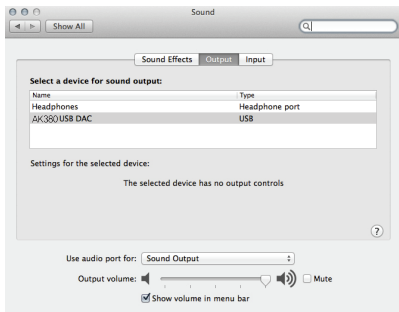 Sound
Show All
Sound Effects Output Input
Select a device for sound output:
Name Type
Headphones Headphone port
AK380 USB DAC USB
Settings for the selected device:
The selected device has no output controls
?
Use audio port for: Sound Output
Output volume: Mute
Show volume in menu bar